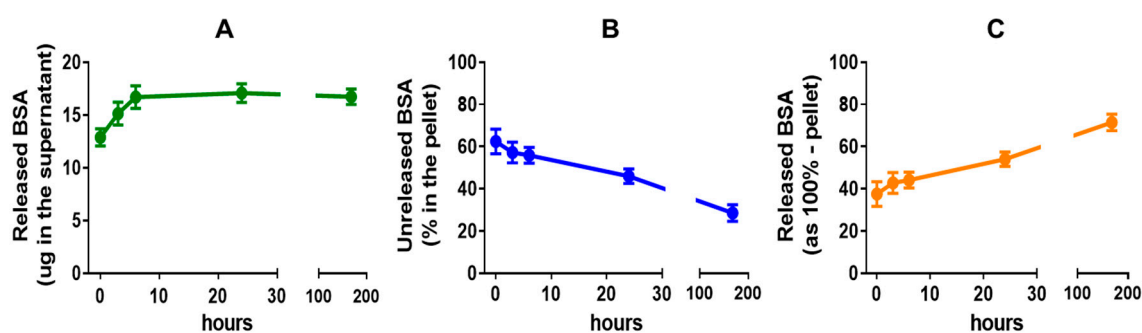 A
Released BSA
(ug in the supernatant)
20
15
10
5
0
0 10 20 30 100 200
hours
B
Unreleased BSA
(% in the pellet)
100
80
60
40
20
0
0 10 20 30 100 200
hours
C
Released BSA
(as 100% - pellet)
100
80
60
40
20
0
0 10 20 30 100 200
hours